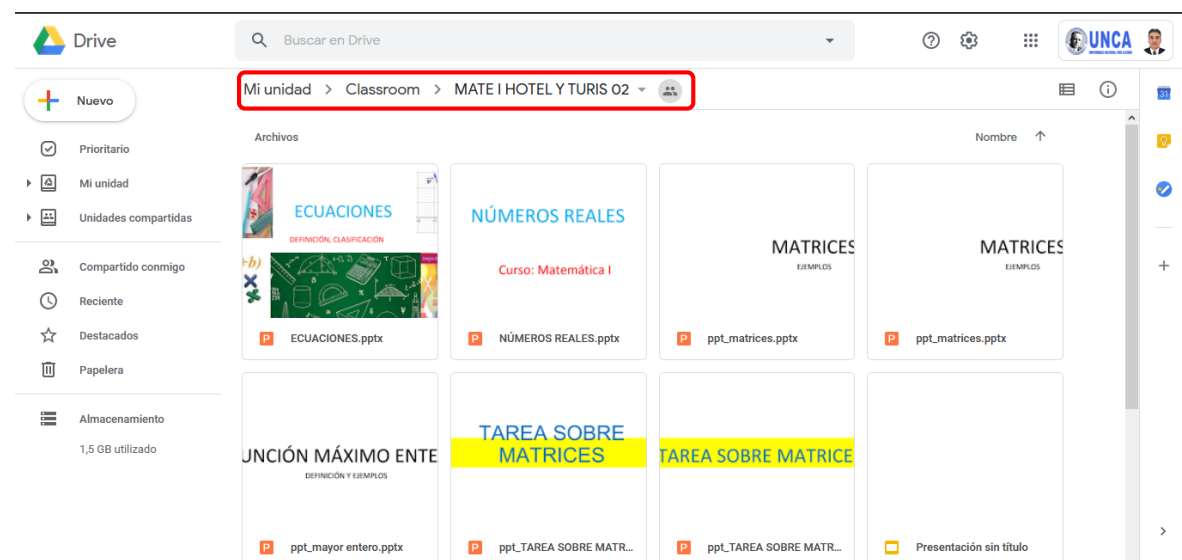 Drive
Buscar en Drive
UNCA
Nuevo
Mi unidad > Classroom > MATE I HOTEL Y TURIS 02
31
Prioritario
Mi unidad
Unidades compartidas
Compartido conmigo
Reciente
Destacados
Papelera
Almacenamiento
1,5 GB utilizado
Archivos
Nombre
ECUACIONES
DEFINICIÓN, CLASIFICACIÓN
+b)
NÚMEROS REALES
Curso: Matemática I
MATRICES
EJEMPLOS
MATRICES
EJEMPLOS
P ECUACIONES.pptx
P NÚMEROS REALES.pptx
P ppt_matrices.pptx
P ppt_matrices.pptx
UNCIÓN MÁXIMO ENTE
DEFINICIÓN Y EJEMPLOS
TAREA SOBRE
MATRICES
TAREA SOBRE MATRICE
P ppt_mayor entero.pptx
P ppt_TAREA SOBRE MATR...
P ppt_TAREA SOBRE MATR...
Presentación sin título